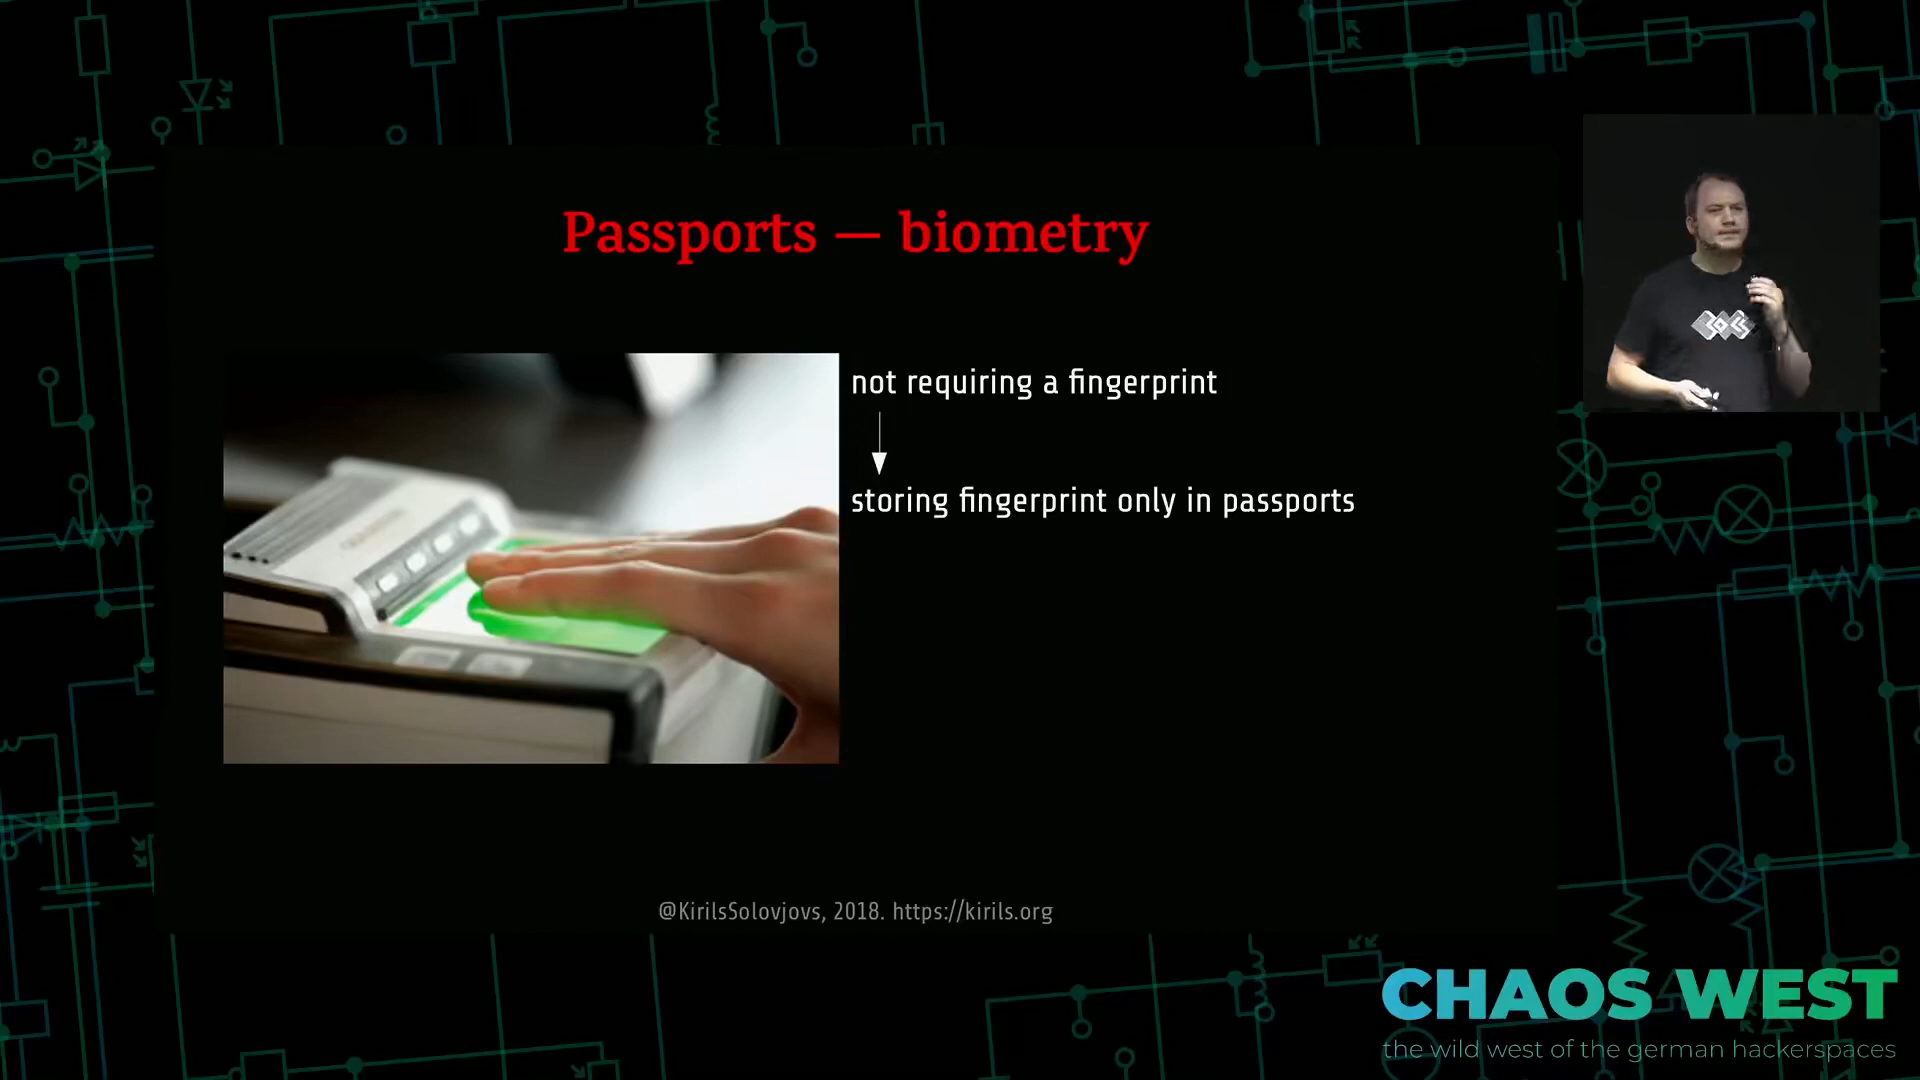 Passports — biometry
not requiring a fingerprint
storing fingerprint only in passports
@KirilsSolovjovs, 2018. https://kirils.org
CHAOS WEST
the wild west of the german hackerspaces